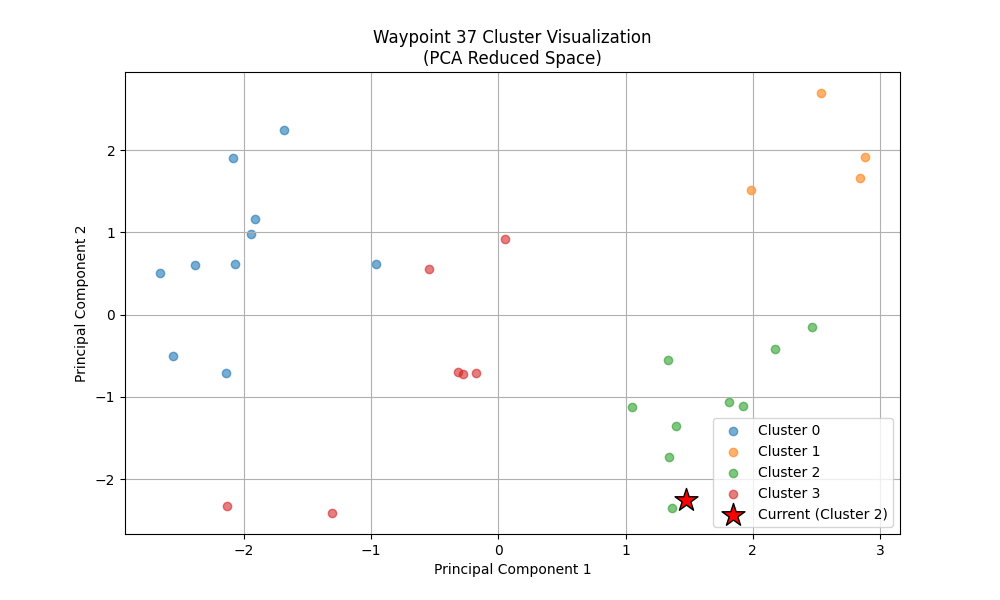 Waypoint 37 Cluster Visualization
(PCA Reduced Space)
Principal Component 2
2
1
0
−1
−2
−2
−1
0
1
2
3
Principal Component 1
Cluster 0
Cluster 1
Cluster 2
Cluster 3
Current (Cluster 2)